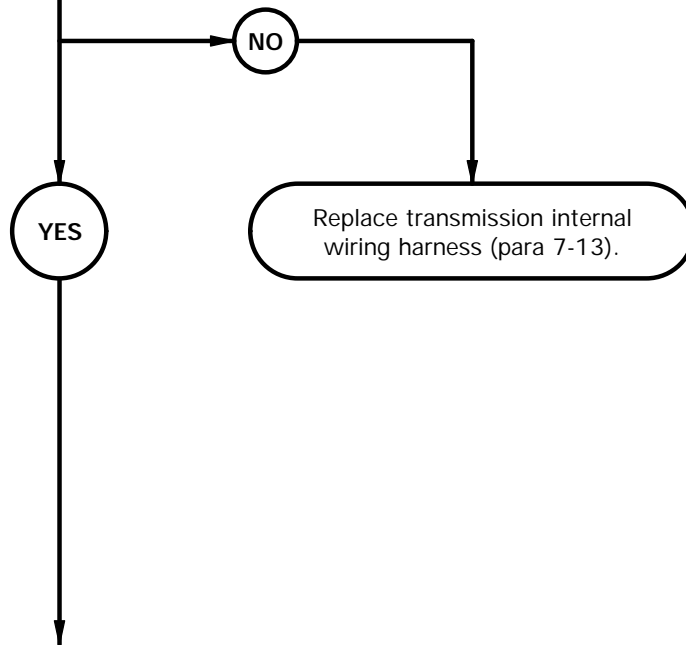 NO
YES
Replace transmission internal
wiring harness (para 7-13).